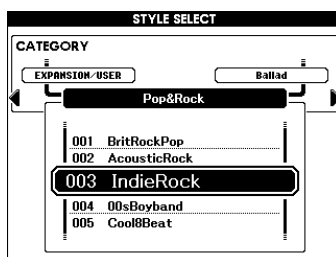 STYLE SELECT
CATEGORY
EXPANSION/USER
Ballad
Pop&Rock
001 BritRockPop
002 AcousticRock
003 IndieRock
004 00sBoyband
005 Cool8Beat